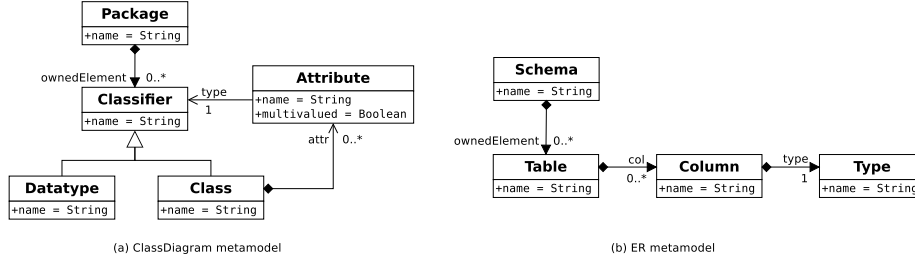 Package
+name = String
ownedElement 0..*
Classifier
+name = String
type
1
Attribute
+name = String
+multivalued = Boolean
attr 0..*
Datatype
+name = String
Class
+name = String
(a) ClassDiagram metamodel
Schema
+name = String
ownedElement 0..*
Table
+name = String
col
0..*
Column
+name = String
type
1
Type
+name = String
(b) ER metamodel